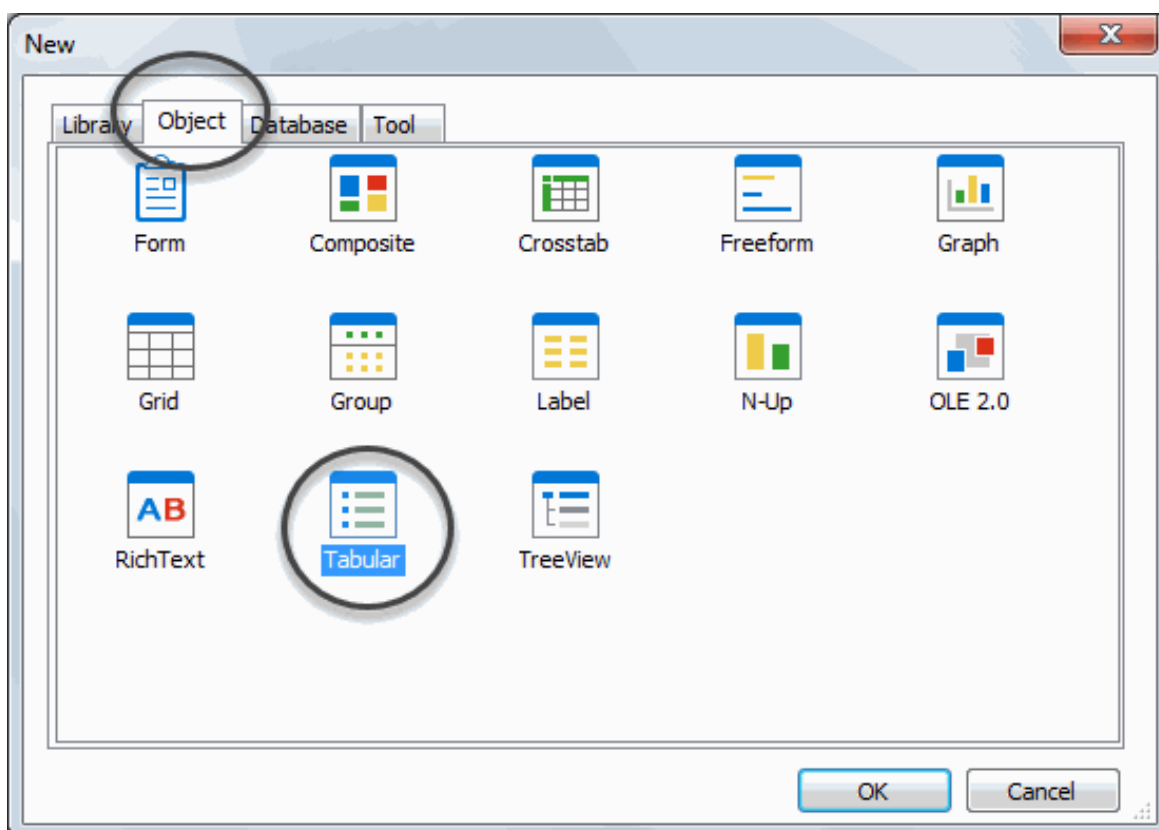 New
Library Object Database Tool
Form Composite Crosstab Freeform Graph
Grid Group Label N-Up OLE 2.0
AB
RichText Tabular TreeView
OK Cancel